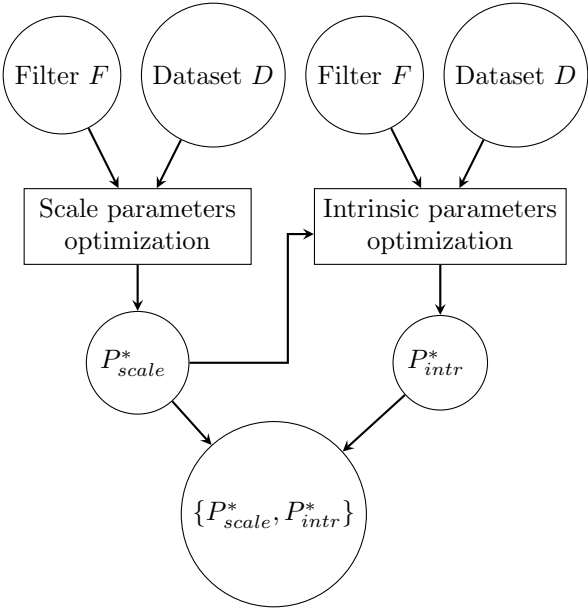 Filter F
Dataset D
Filter F
Dataset D
Scale parameters
optimization
Intrinsic parameters
optimization
P*scale
P*intr
{P*scale, P*intr}